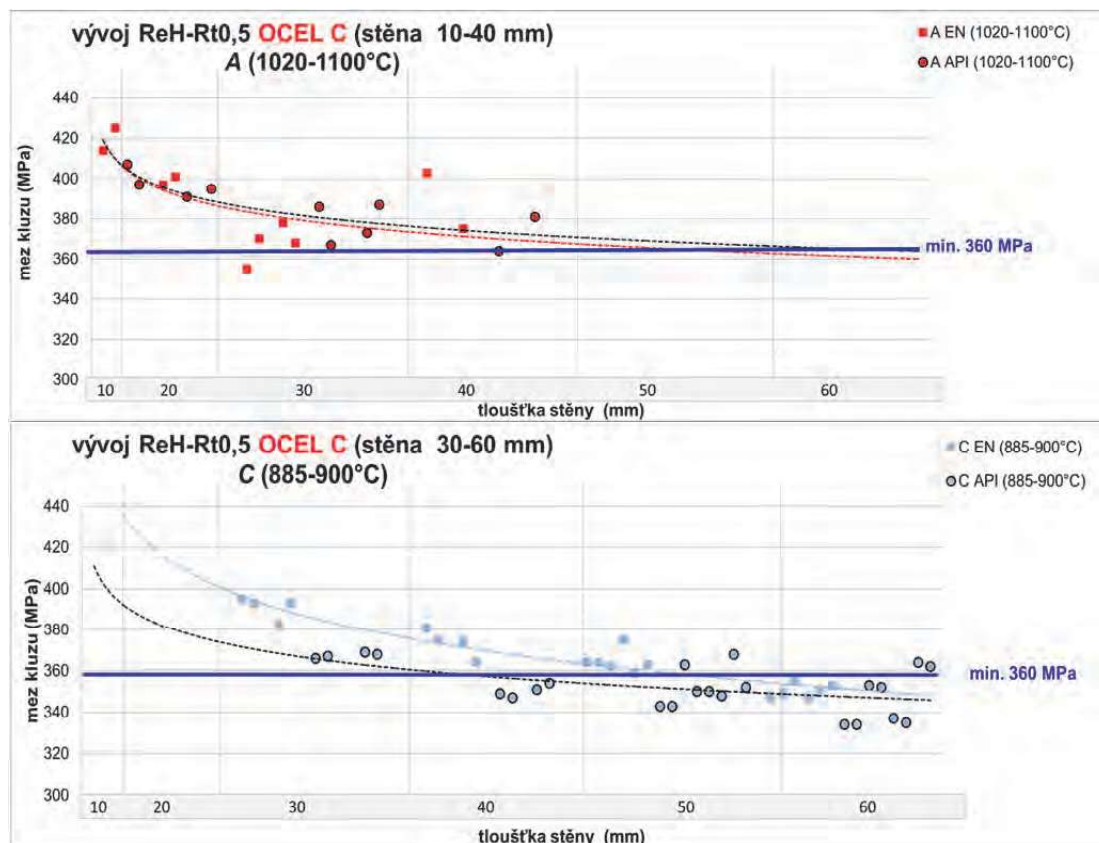 vývoj ReH-Rt0,5 OCEL C (stěna 10-40 mm)
A (1020-1100°C)
A EN (1020-1100°C)
A API (1020-1100°C)
440
420
400
380
360
340
320
300
mez kluzu (MPa)
min. 360 MPa
10 20 30 40 50 60
tloušťka stěny (mm)
vývoj ReH-Rt0,5 OCEL C (stěna 30-60 mm)
C (885-900°C)
C EN (885-900°C)
C API (885-900°C)
440
420
400
380
360
340
320
300
mez kluzu (MPa)
min. 360 MPa
10 20 30 40 50 60
tloušťka stěny (mm)